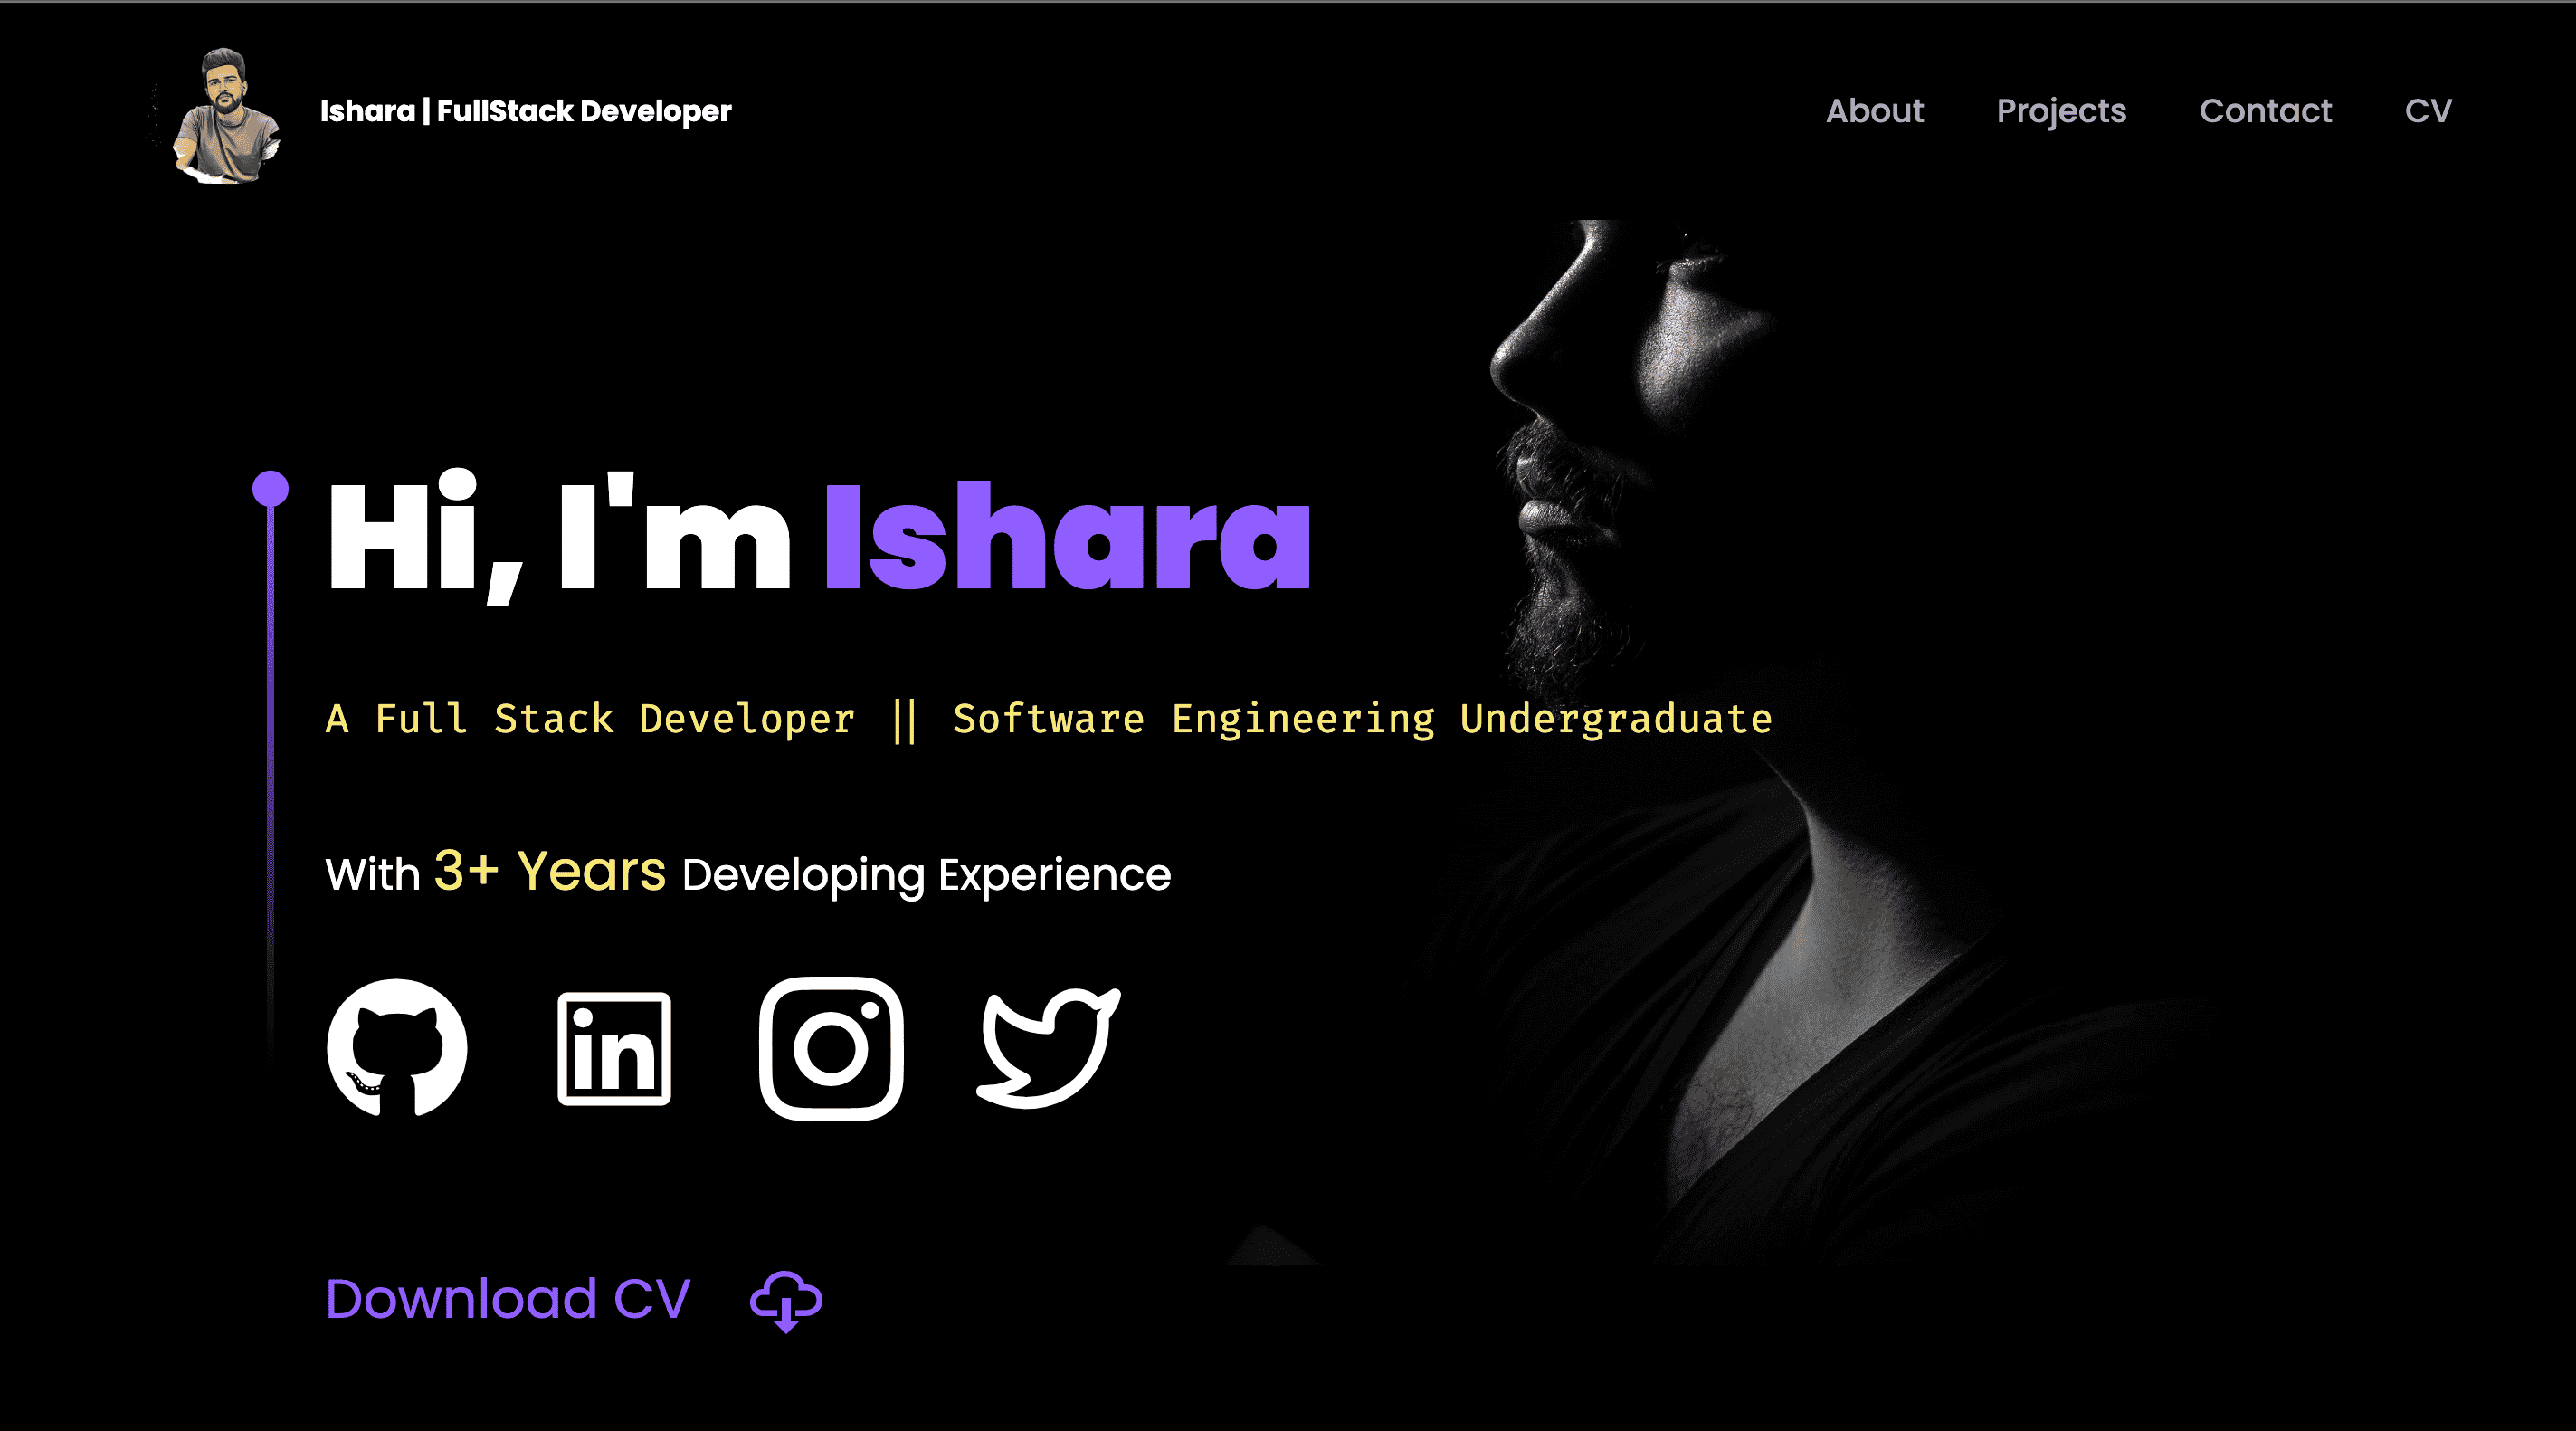 Ishara | FullStack Developer
About Projects Contact CV
Hi, I'm Ishara
A Full Stack Developer || Software Engineering Undergraduate
With 3+ Years Developing Experience
in
Download CV